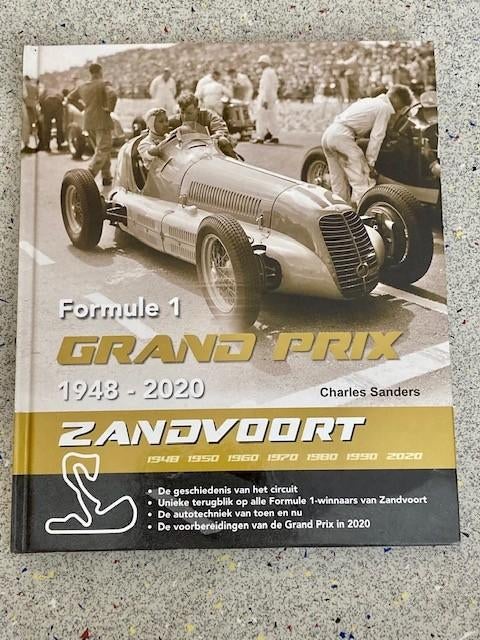 Formule 1
GRAND PRIX
1948 - 2020
Charles Sanders
ZANDVOORT
1948 1950 1960 1970 1980 1990 2020
• De geschiedenis van het circuit
• Unieke terugblik op alle Formule 1-winnaars van Zandvoort
• De autotechniek van toen en nu
• De voorbereidingen van de Grand Prix in 2020